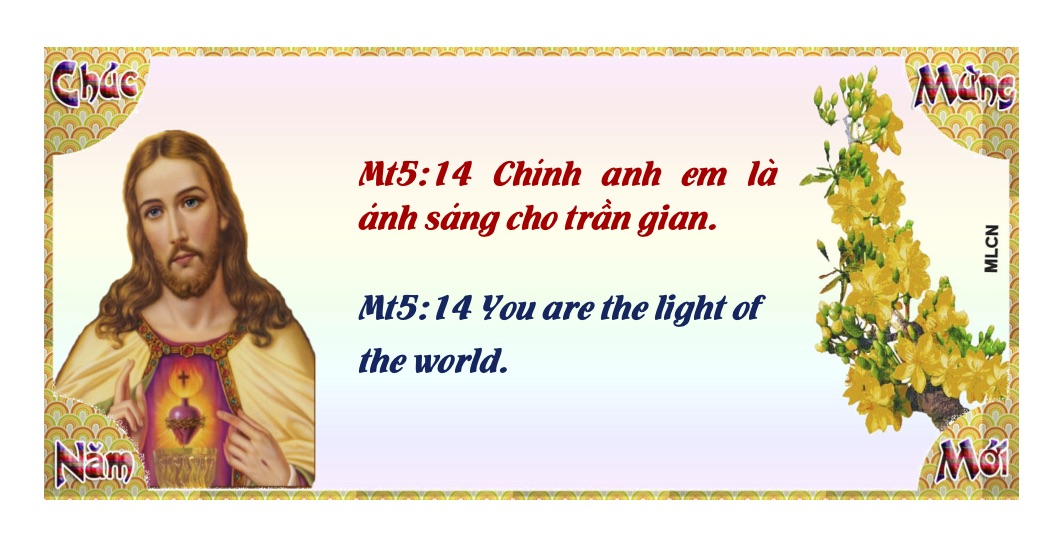 Chúc Mừng
Mt5:14 Chính anh em là
ánh sáng cho trần gian.
Mt5:14 You are the light of
the world.
MLCN
Năm Mới